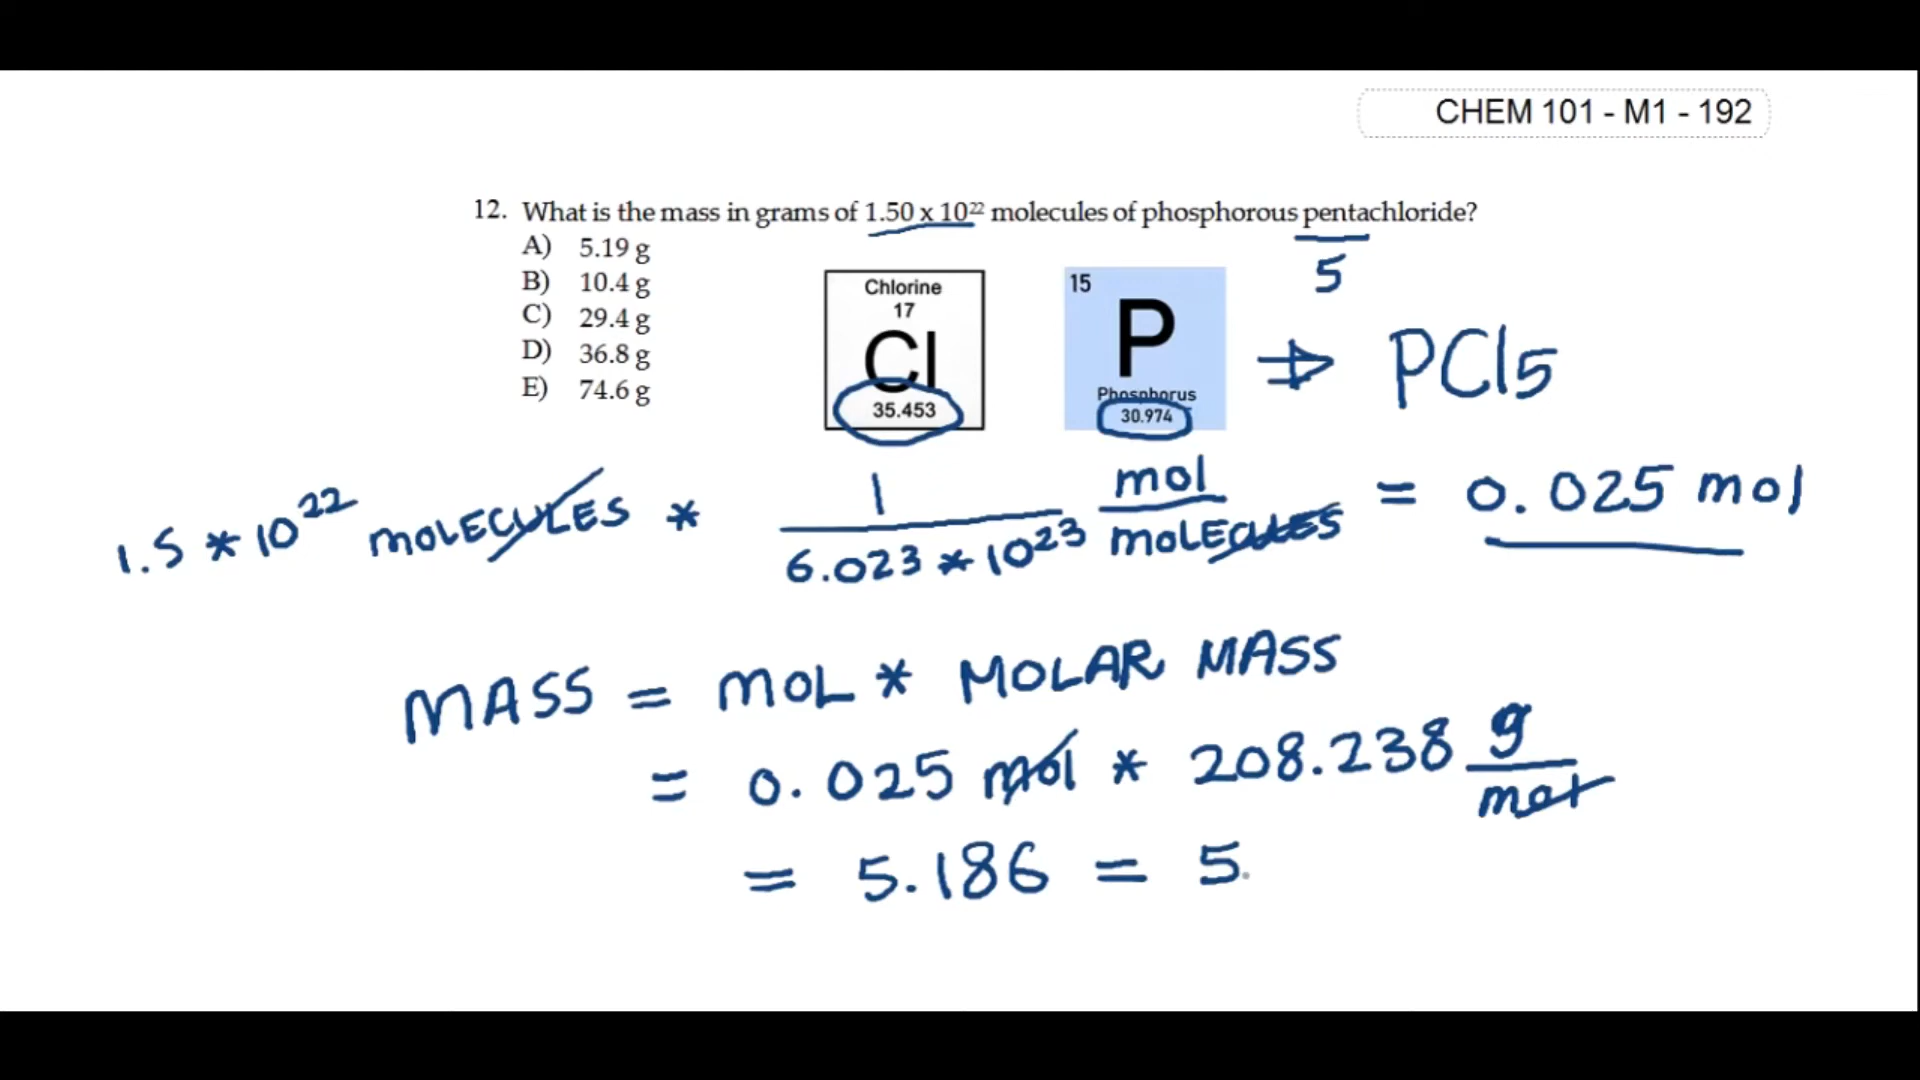 CHEM 101 - M1 - 192
12. What is the mass in grams of 1.50 x 10²² molecules of phosphorous pentachloride?
A) 5.19 g
B) 10.4 g
C) 29.4 g
D) 36.8 g
E) 74.6 g
5
Chlorine
17
Cl
35.453
15
P
Phosphorus
30.974
⇒ PCl5
1.5 * 10²² MOLECULES * 1 / 6.023 * 10²³ mol / MOLECULES = 0.025 mol
MASS = MOL * MOLAR MASS
= 0.025 mol * 208.238 g / mol
= 5.186 = 5.